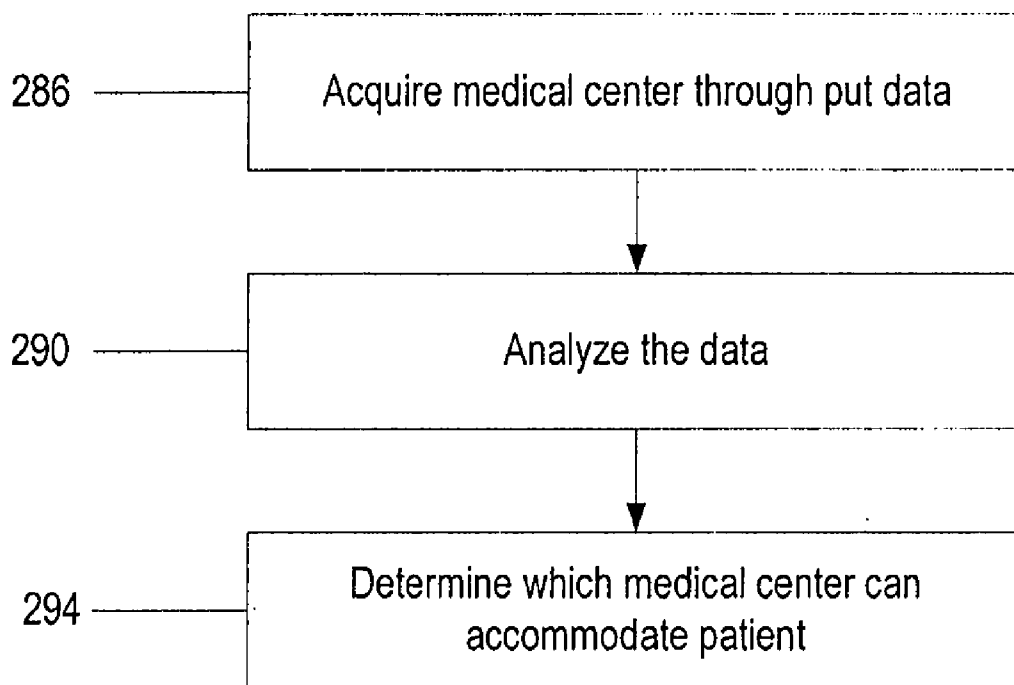 286
Acquire medical center through put data
290
Analyze the data
294
Determine which medical center can
accommodate patient